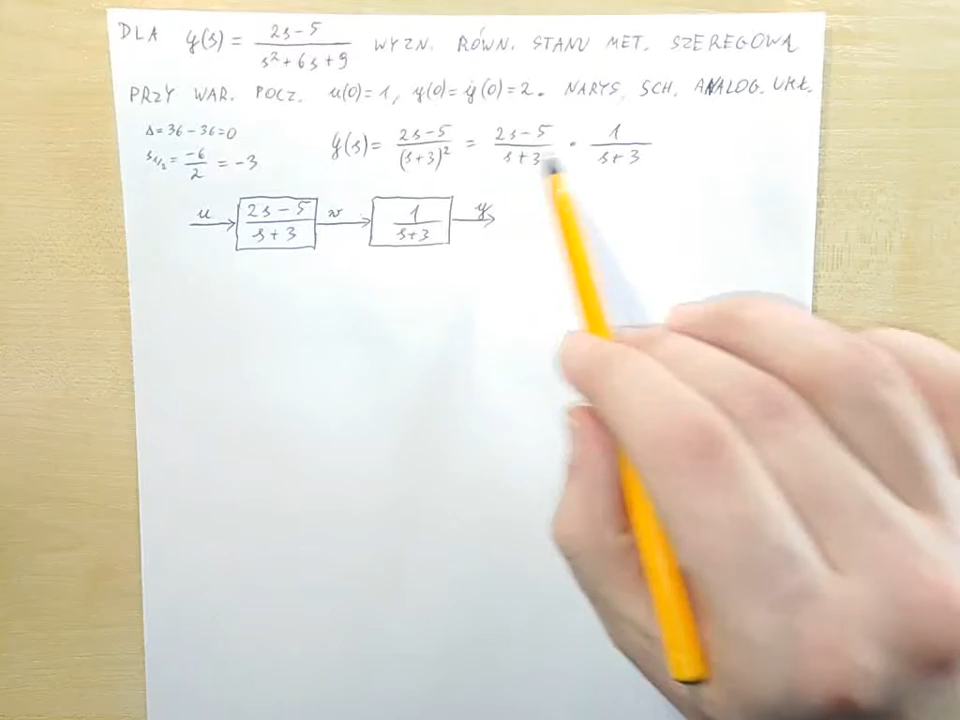 DLA g(s) = 2s-5 / s²+6s+9 WYZN. RÓWN. STANU MET. SZEREGOWĄ
PRZY WAR. POCZ. u(0)=1, y(0)=ẏ(0)=2. NARYS. SCH. ANALOG. UKŁ.
Δ=36-36=0
s₁/₂ = -6/2 = -3
g(s) = 2s-5 / (s+3)² = 2s-5 / s+3 · 1 / s+3
u 2s-5 / s+3 v 1 / s+3 y